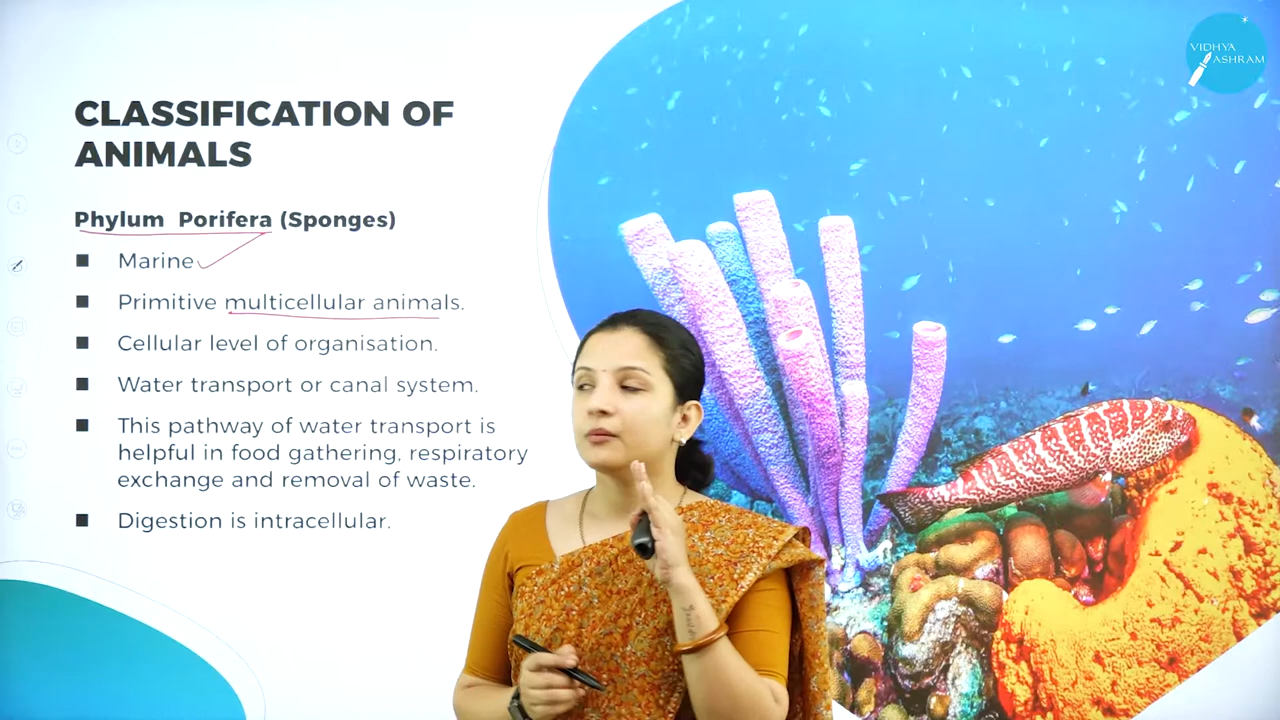 VIDHYA
ASHRAM
CLASSIFICATION OF
ANIMALS
Phylum Porifera (Sponges)
■ Marine
■ Primitive multicellular animals.
■ Cellular level of organisation.
■ Water transport or canal system.
■ This pathway of water transport is
helpful in food gathering, respiratory
exchange and removal of waste.
■ Digestion is intracellular.